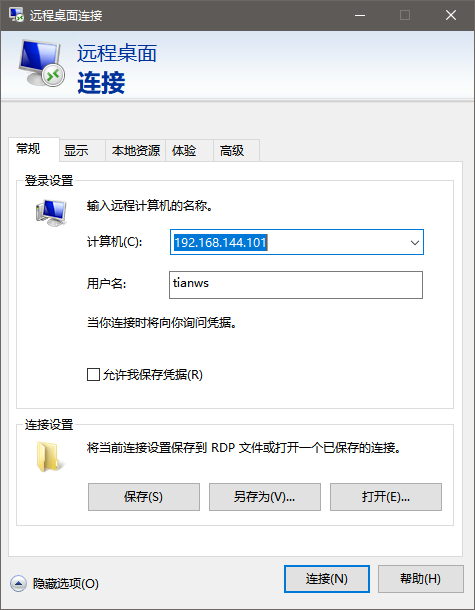 远程桌面连接
远程桌面
连接
常规 显示 本地资源 体验 高级
登录设置
输入远程计算机的名称。
计算机(C): 192.168.144.101
用户名: tianws
当你连接时将向你询问凭据。
允许我保存凭据(R)
连接设置
将当前连接设置保存到 RDP 文件或打开一个已保存的连接。
保存(S) 另存为(V)... 打开(E)...
隐藏选项(O) 连接(N) 帮助(H)